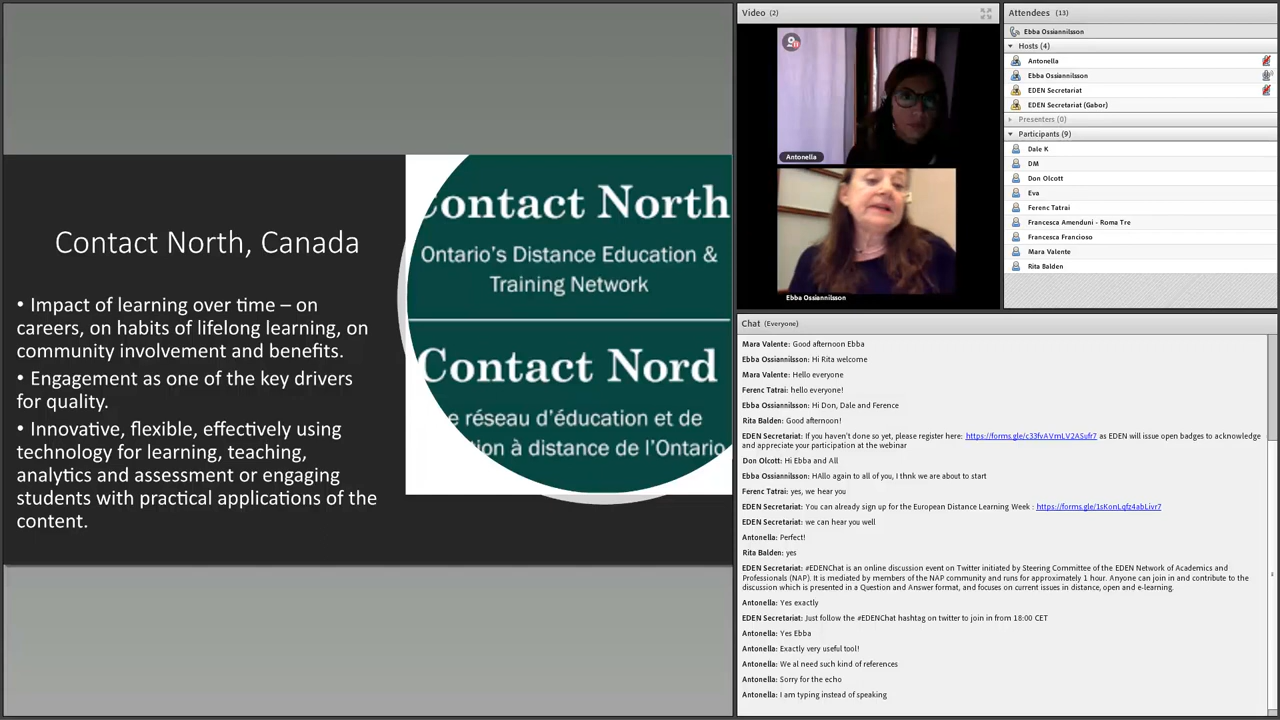 Contact North, Canada
• Impact of learning over time – on
careers, on habits of lifelong learning, on
community involvement and benefits.
• Engagement as one of the key drivers
for quality.
• Innovative, flexible, effectively using
technology for learning, teaching,
analytics and assessment or engaging
students with practical applications of the
content.
Contact North
Ontario's Distance Education &
Training Network
Contact Nord
e réseau d'éducation et de
tion à distance de l'Ontario
Video (2)
Antonella
Ebba Ossiannilsson
Attendees (13)
Ebba Ossiannilsson
Hosts (4)
Antonella
Ebba Ossiannilsson
EDEN Secretariat
EDEN Secretariat (Gabor)
Presenters (0)
Participants (9)
Dale K
DM
Don Olcott
Eva
Ferenc Tatrai
Francesca Amenduni - Roma Tre
Francesca Francioso
Mara Valente
Rita Balden
Chat (Everyone)
Mara Valente: Good afternoon Ebba
Ebba Ossiannilsson: Hi Rita welcome
Mara Valente: Hello everyone
Ferenc Tatrai: hello everyone!
Ebba Ossiannilsson: Hi Don, Dale and Ference
Rita Balden: Good afternoon!
EDEN Secretariat: If you haven't done so yet, please register here: https://forms.gle/c33fvAVmLV2ASufr7 as EDEN will issue open badges to acknowledge
and appreciate your participation at the webinar
Don Olcott: Hi Ebba and All
Ebba Ossiannilsson: HAllo again to all of you, I thnk we are about to start
Ferenc Tatrai: yes, we hear you
EDEN Secretariat: You can already sign up for the European Distance Learning Week : https://forms.gle/1sKonLqfz4abLivr7
EDEN Secretariat: we can hear you well
Antonella: Perfect!
Rita Balden: yes
EDEN Secretariat: #EDENChat is an online discussion event on Twitter initiated by Steering Committee of the EDEN Network of Academics and
Professionals (NAP). It is mediated by members of the NAP community and runs for approximately 1 hour. Anyone can join in and contribute to the
discussion which is presented in a Question and Answer format, and focuses on current issues in distance, open and e-learning.
Antonella: Yes exactly
EDEN Secretariat: Just follow the #EDENChat hashtag on twitter to join in from 18:00 CET
Antonella: Yes Ebba
Antonella: Exactly very useful tool!
Antonella: We al need such kind of references
Antonella: Sorry for the echo
Antonella: I am typing instead of speaking